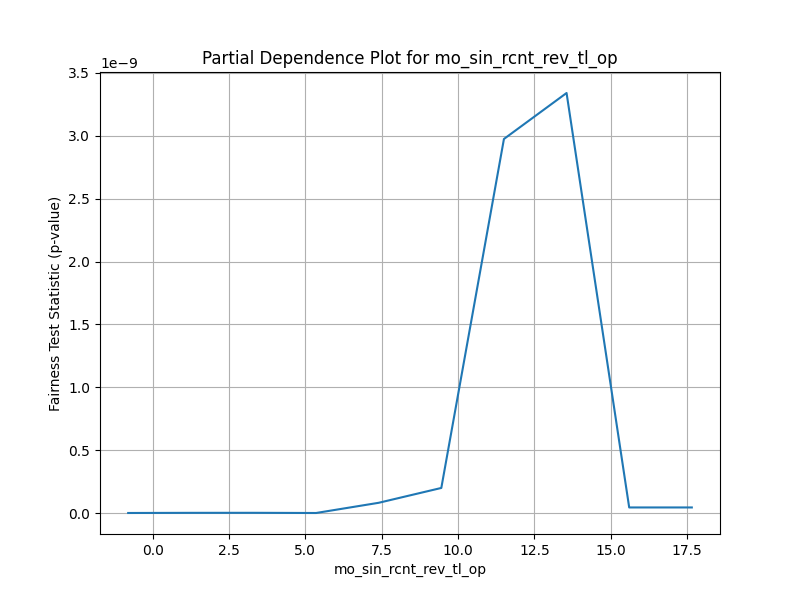 Partial Dependence Plot for mo_sin_rcnt_rev_tl_op
1e−9
3.5
3.0
2.5
2.0
1.5
1.0
0.5
0.0
Fairness Test Statistic (p-value)
0.0 2.5 5.0 7.5 10.0 12.5 15.0 17.5
mo_sin_rcnt_rev_tl_op